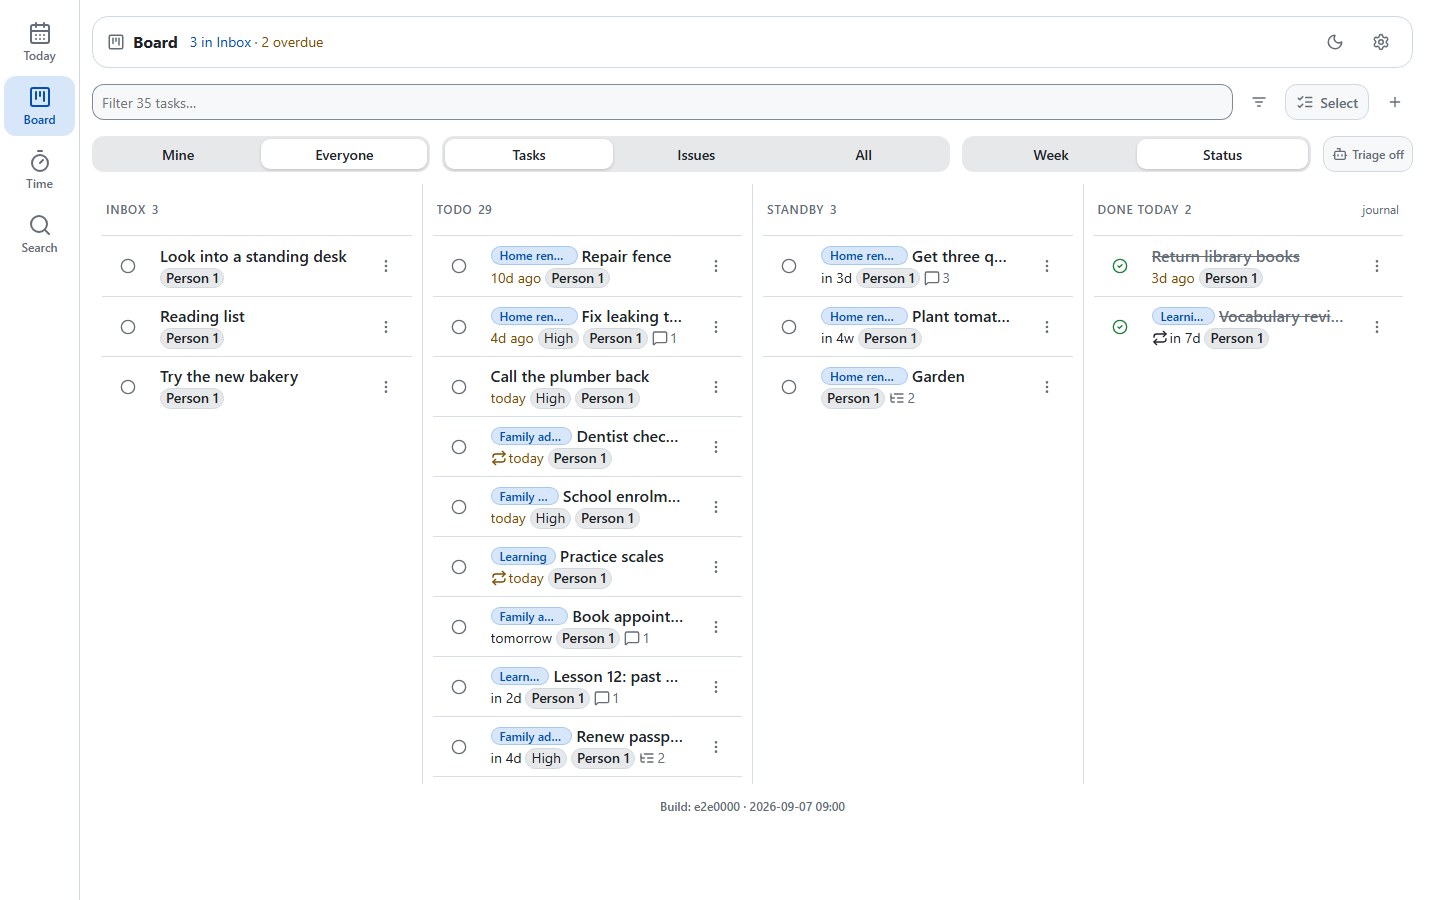 Today
Board
Time
Search
Board 3 in Inbox · 2 overdue
Filter 35 tasks...
Select
Mine Everyone
Tasks Issues All
Week Status
Triage off
INBOX 3
Look into a standing desk
Person 1
Reading list
Person 1
Try the new bakery
Person 1
TODO 29
Home ren... Repair fence
10d ago Person 1
Home ren... Fix leaking t...
4d ago High Person 1 1
Call the plumber back
today High Person 1
Family ad... Dentist chec...
today Person 1
Family ... School enrolm...
today High Person 1
Learning Practice scales
today Person 1
Family a... Book appoint...
tomorrow Person 1 1
Learn... Lesson 12: past ...
in 2d Person 1 1
Family ad... Renew passp...
in 4d High Person 1 2
STANDBY 3
Home ren... Get three q...
in 3d Person 1 3
Home ren... Plant tomat...
in 4w Person 1
Home ren... Garden
Person 1 2
DONE TODAY 2 journal
Return library books
3d ago Person 1
Learni... Vocabulary revi...
in 7d Person 1
Build: e2e0000 · 2026-09-07 09:00